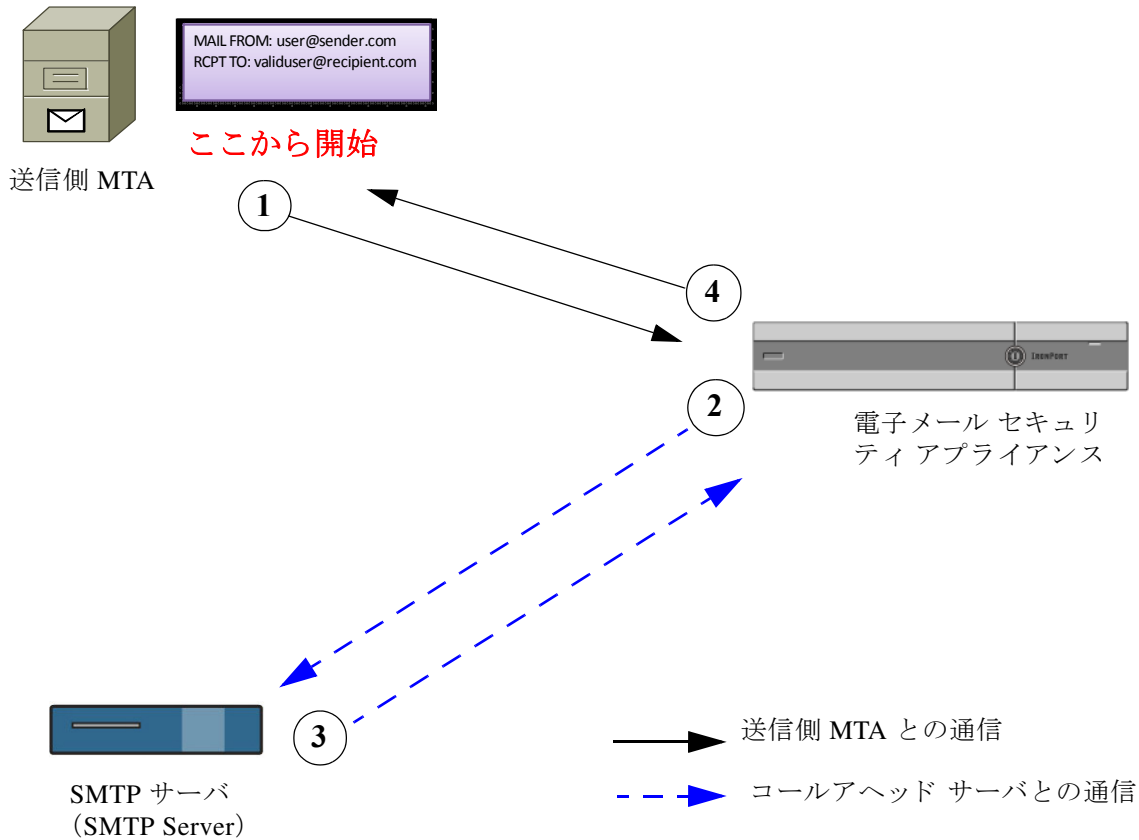 MAIL FROM: user@sender.com
RCPT TO: validuser@recipient.com
ここから開始
送信側 MTA
1
4
IRONPORT
2
電子メール セキュリ
ティ アプライアンス
3
送信側 MTA との通信
コールアヘッド サーバとの通信
SMTP サーバ
（SMTP Server）